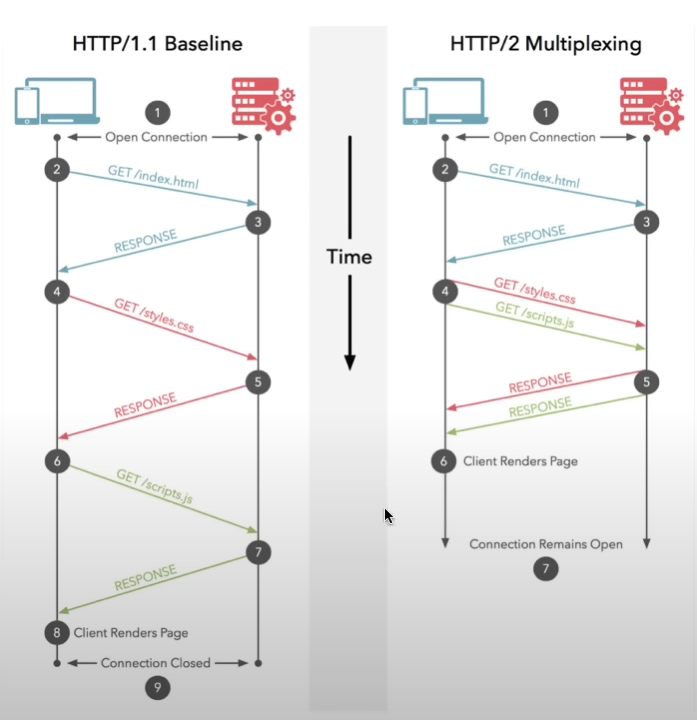 HTTP/1.1 Baseline
1
Open Connection
2
GET /index.html
3
RESPONSE
4
GET /styles.css
5
RESPONSE
6
GET /scripts.js
7
RESPONSE
8 Client Renders Page
Connection Closed
9
Time
HTTP/2 Multiplexing
1
Open Connection
2
GET /index.html
3
RESPONSE
4
GET /styles.css
GET /scripts.js
5
RESPONSE
RESPONSE
6 Client Renders Page
Connection Remains Open
7